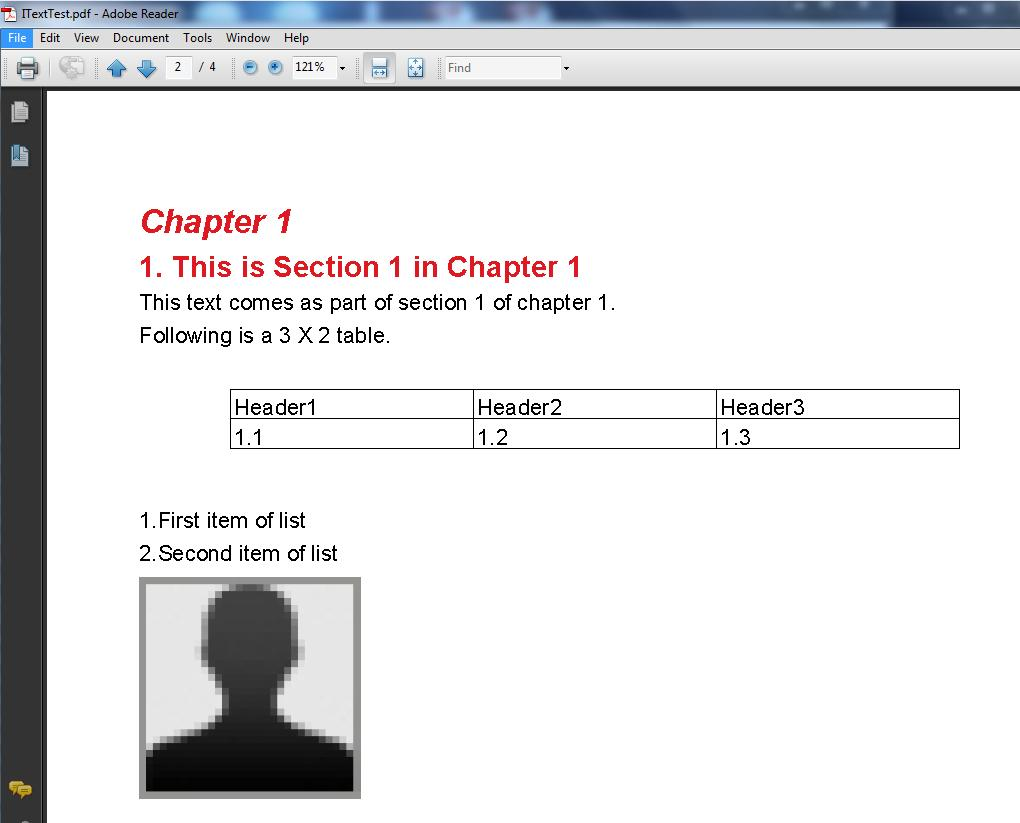 ITextTest.pdf - Adobe Reader
File Edit View Document Tools Window Help
2 / 4 121% Find
Chapter 1
1. This is Section 1 in Chapter 1
This text comes as part of section 1 of chapter 1.
Following is a 3 X 2 table.
Header1 Header2 Header3
1.1 1.2 1.3
1.First item of list
2.Second item of list